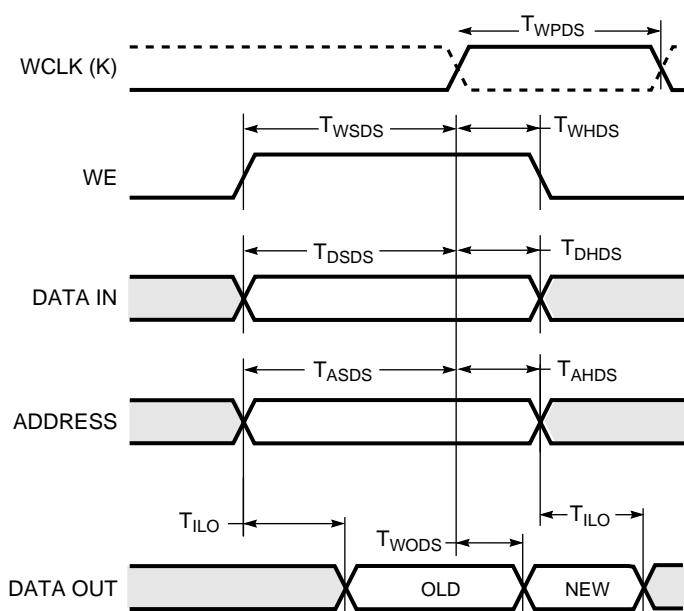 TWPDS
WCLK (K)
TWSDS TWHDS
WE
TDSDS TDHDS
DATA IN
TASDS TAHDS
ADDRESS
TILO TWODS TILO
DATA OUT OLD NEW